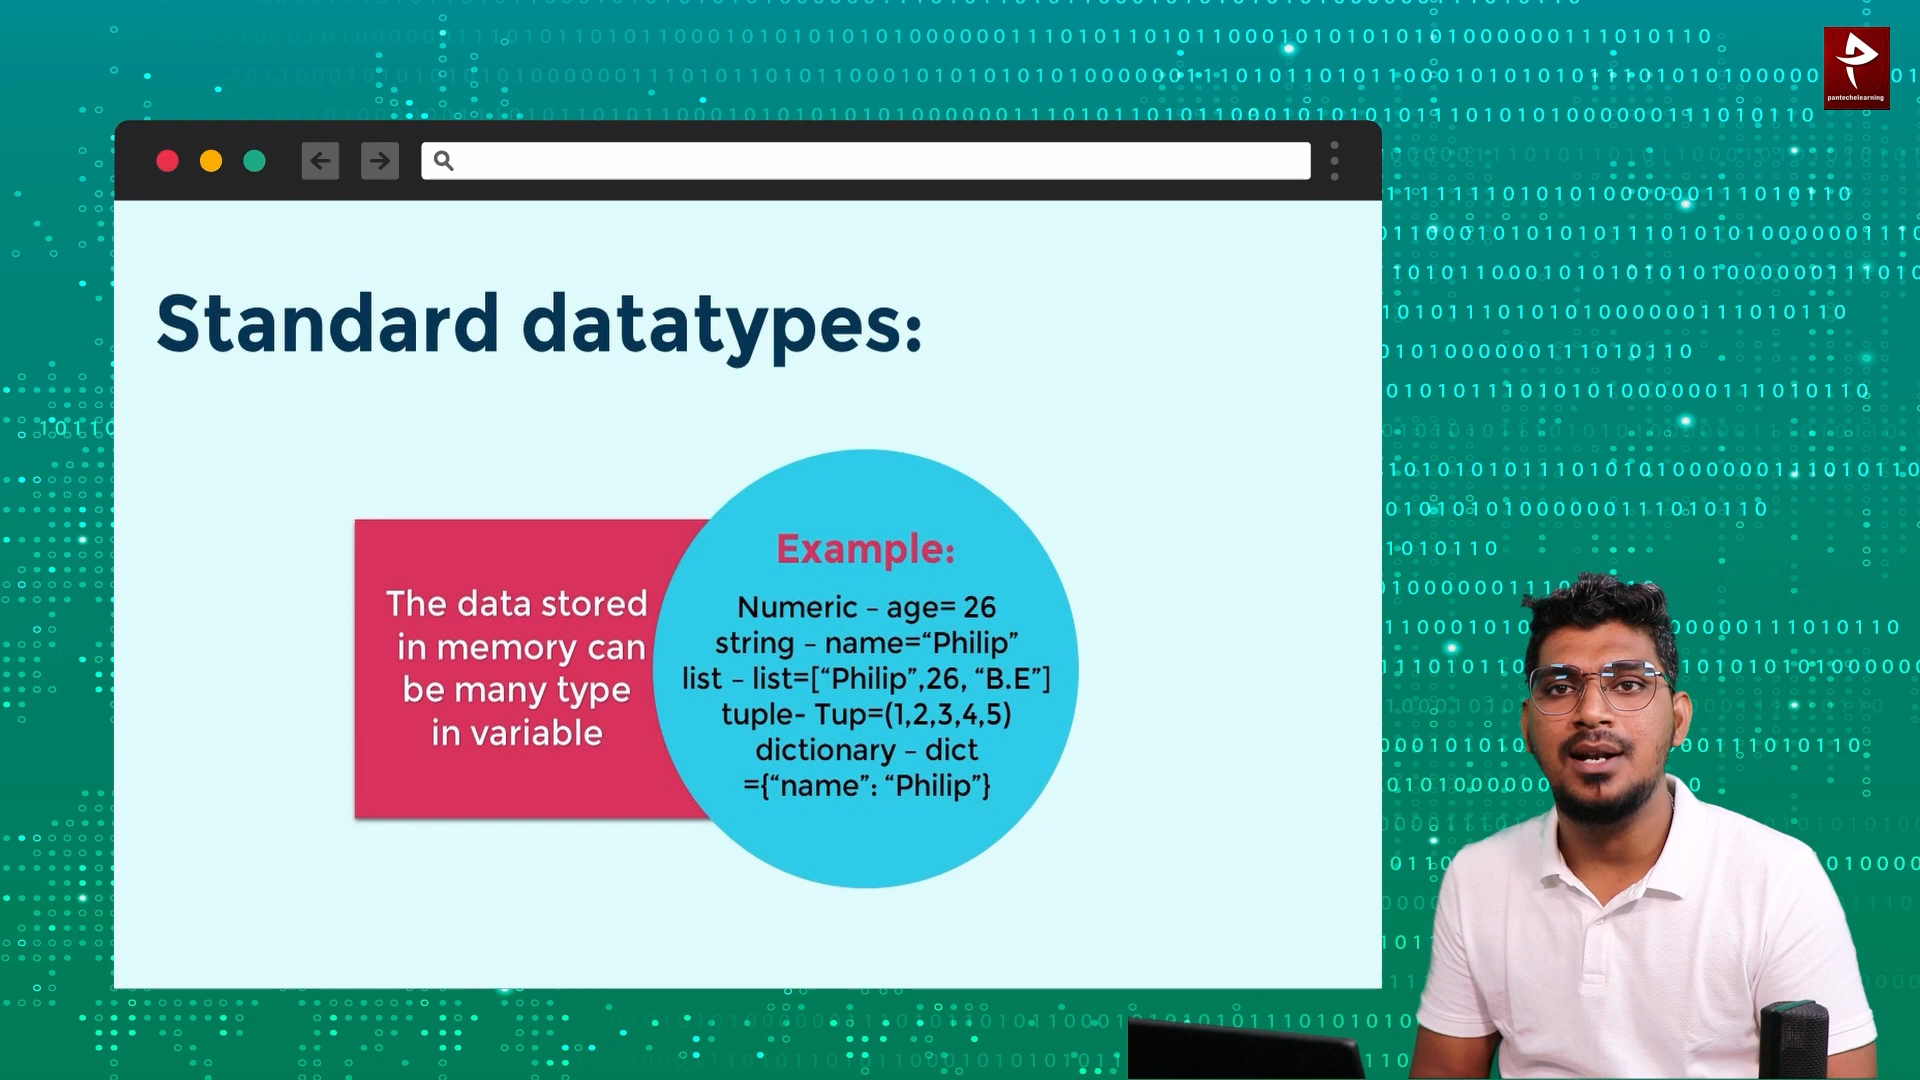 pantechelearning
Standard datatypes:
The data stored
in memory can
be many type
in variable
Example:
Numeric – age= 26
string – name=“Philip”
list – list=[“Philip”,26, “B.E”]
tuple- Tup=(1,2,3,4,5)
dictionary – dict
={“name”: “Philip”}